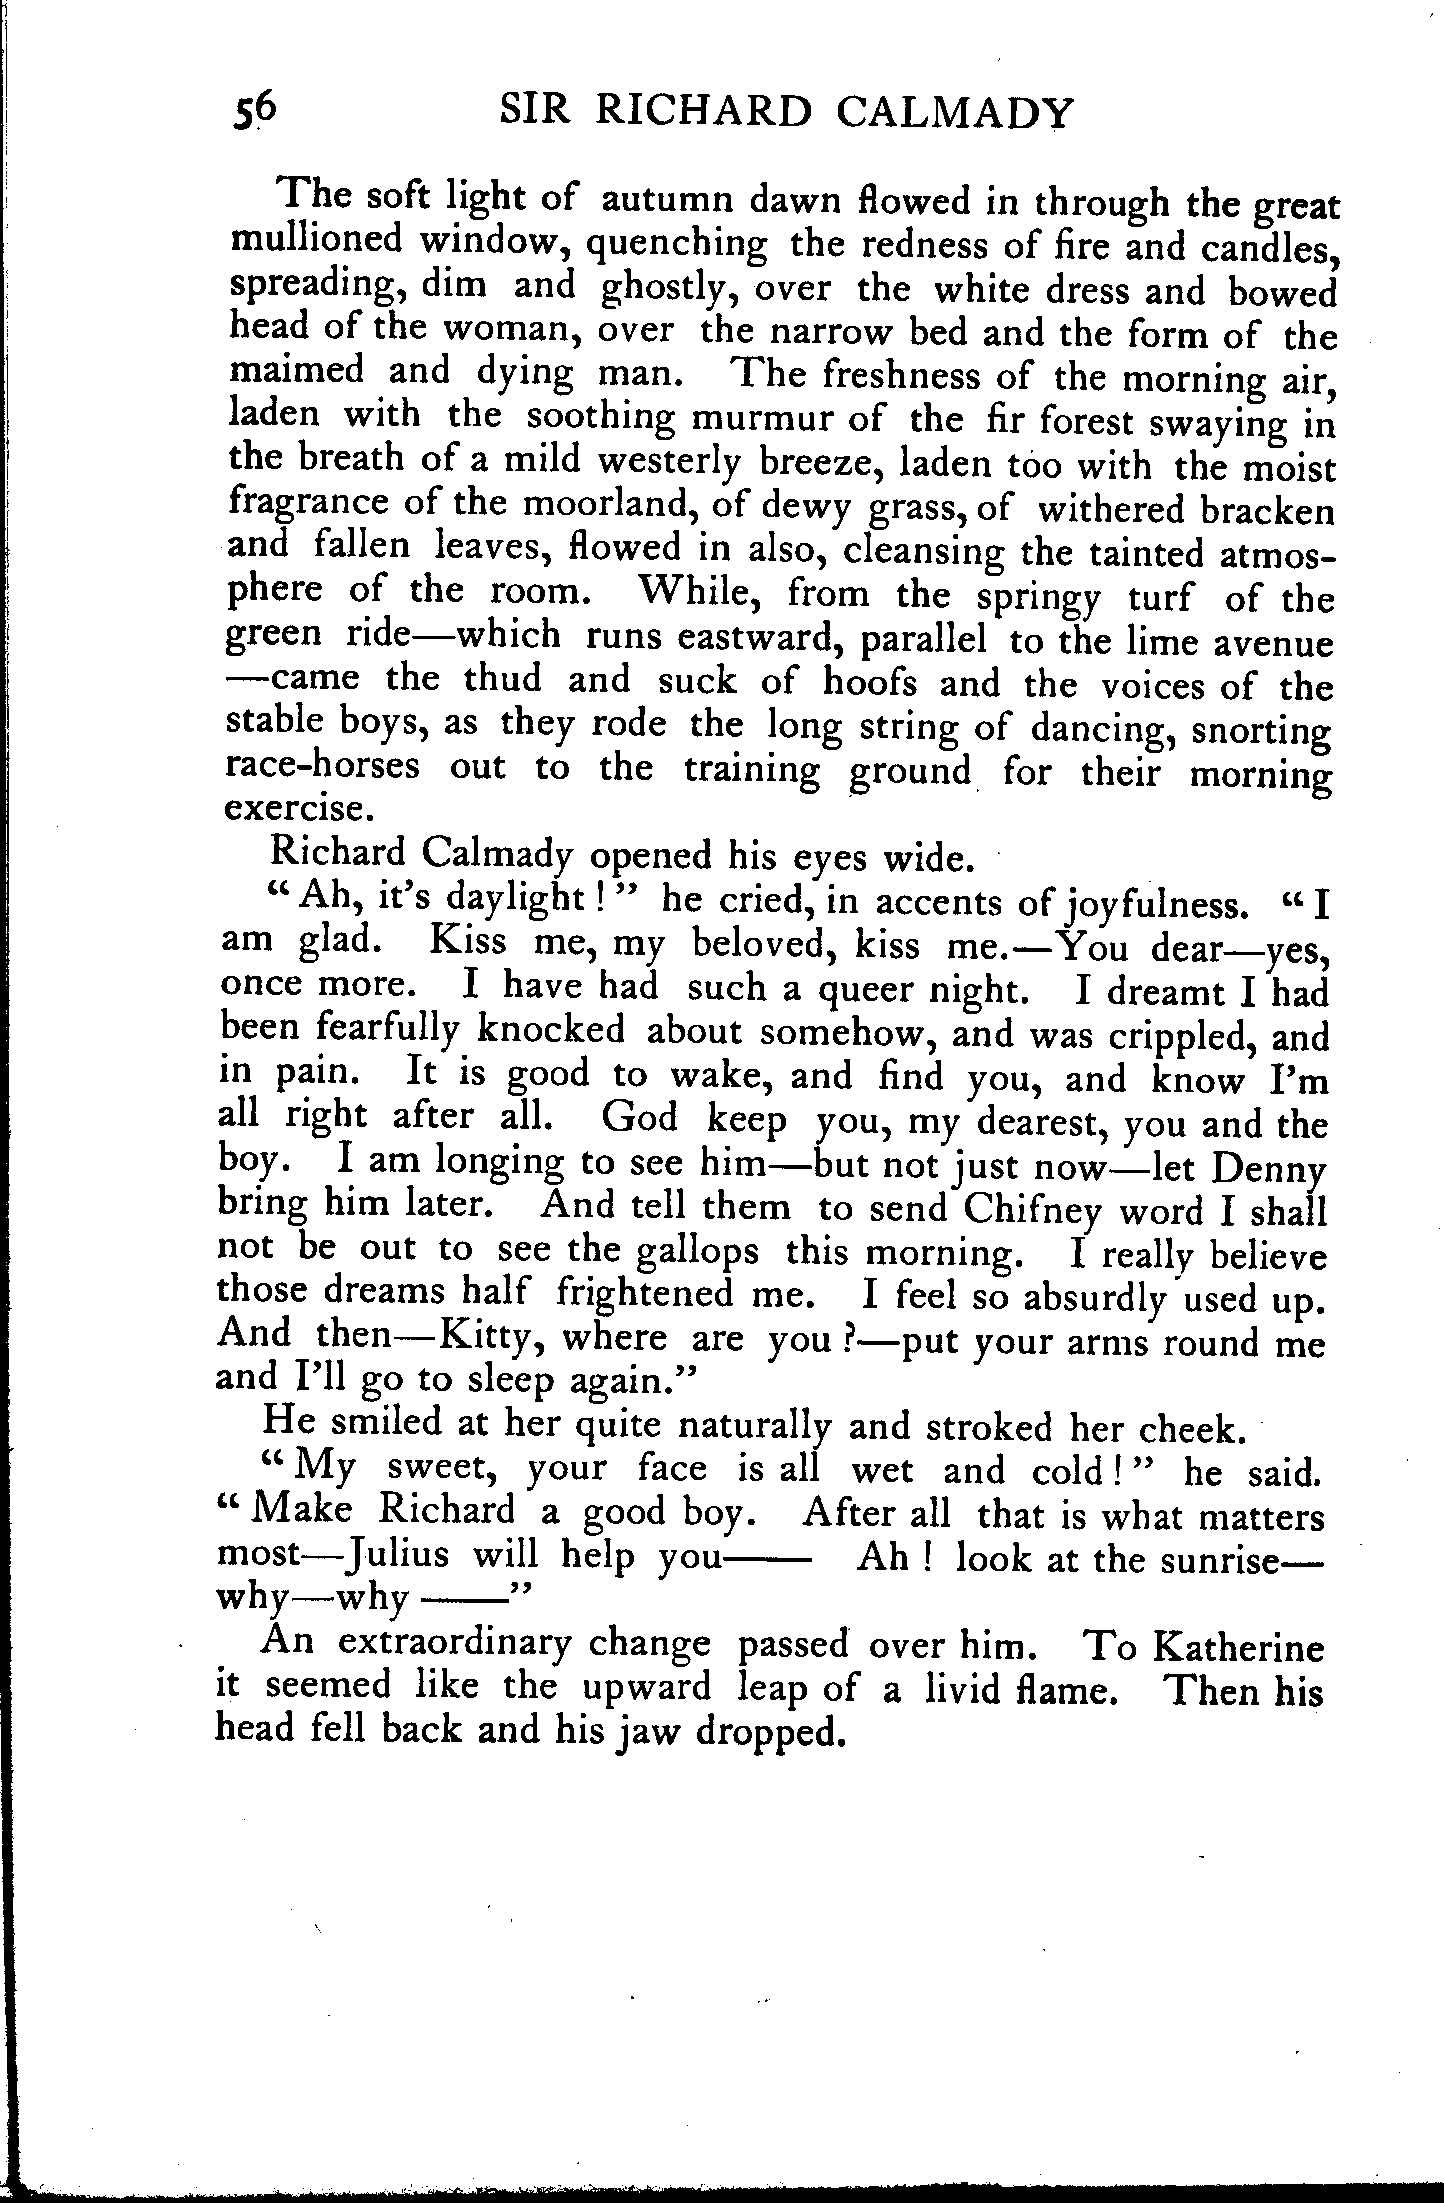 56 SIR RICHARD CALMADY
The soft light of autumn dawn flowed in through the great
mullioned window, quenching the redness of fire and candles,
spreading, dim and ghostly, over the white dress and bowed
head of the woman, over the narrow bed and the form of the
maimed and dying man. The freshness of the morning air,
laden with the soothing murmur of the fir forest swaying in
the breath of a mild westerly breeze, laden too with the moist
fragrance of the moorland, of dewy grass, of withered bracken
and fallen leaves, flowed in also, cleansing the tainted atmos-
phere of the room. While, from the springy turf of the
green ride—which runs eastward, parallel to the lime avenue
—came the thud and suck of hoofs and the voices of the
stable boys, as they rode the long string of dancing, snorting
race-horses out to the training ground for their morning
exercise.
Richard Calmady opened his eyes wide.
“Ah, it’s daylight!” he cried, in accents of joyfulness. “I
am glad. Kiss me, my beloved, kiss me.—You dear—yes,
once more. I have had such a queer night. I dreamt I had
been fearfully knocked about somehow, and was crippled, and
in pain. It is good to wake, and find you, and know I’m
all right after all. God keep you, my dearest, you and the
boy. I am longing to see him—but not just now—let Denny
bring him later. And tell them to send Chifney word I shall
not be out to see the gallops this morning. I really believe
those dreams half frightened me. I feel so absurdly used up.
And then—Kitty, where are you?—put your arms round me
and I’ll go to sleep again.”
He smiled at her quite naturally and stroked her cheek.
“My sweet, your face is all wet and cold!” he said.
“Make Richard a good boy. After all that is what matters
most—Julius will help you—— Ah! look at the sunrise—
why—why ——”
An extraordinary change passed over him. To Katherine
it seemed like the upward leap of a livid flame. Then his
head fell back and his jaw dropped.